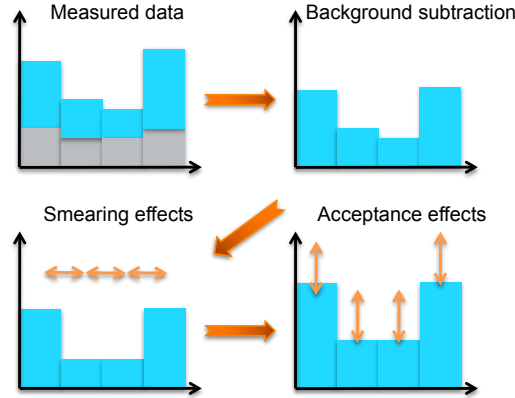 Measured data
Background subtraction
Smearing effects
Acceptance effects